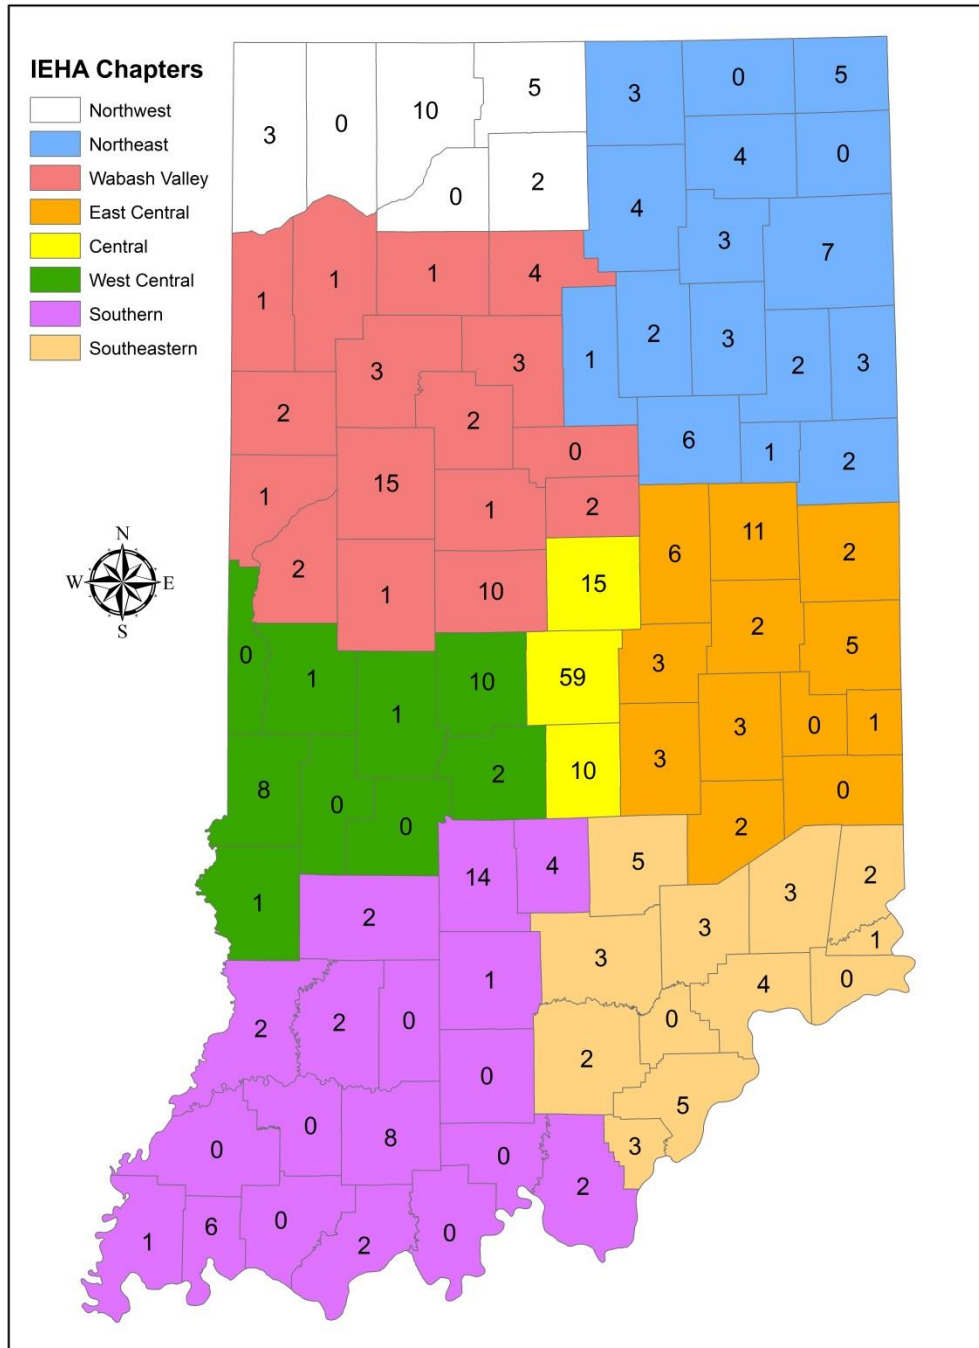 IEHA Chapters
Northwest
Northeast
Wabash Valley
East Central
Central
West Central
Southern
Southeastern
N
W E
S
3 0 10 5 3 0 5
0 2 4 4 0
3 7
1 1 1 4
1 2 3 2 3
3 3
2 2
0 6 1 2
1 15 1 2
6 11 2
2 1 10 15
2 5
0 1 1 10 59 3
3 3 0 1
8 0 0 2 10
2 0
1 2 14 4 5
3 3 2
1
2 2 0 1
3 4 0
0 2 0
0 0 8 0 5
3
1 6 0 2 0 2